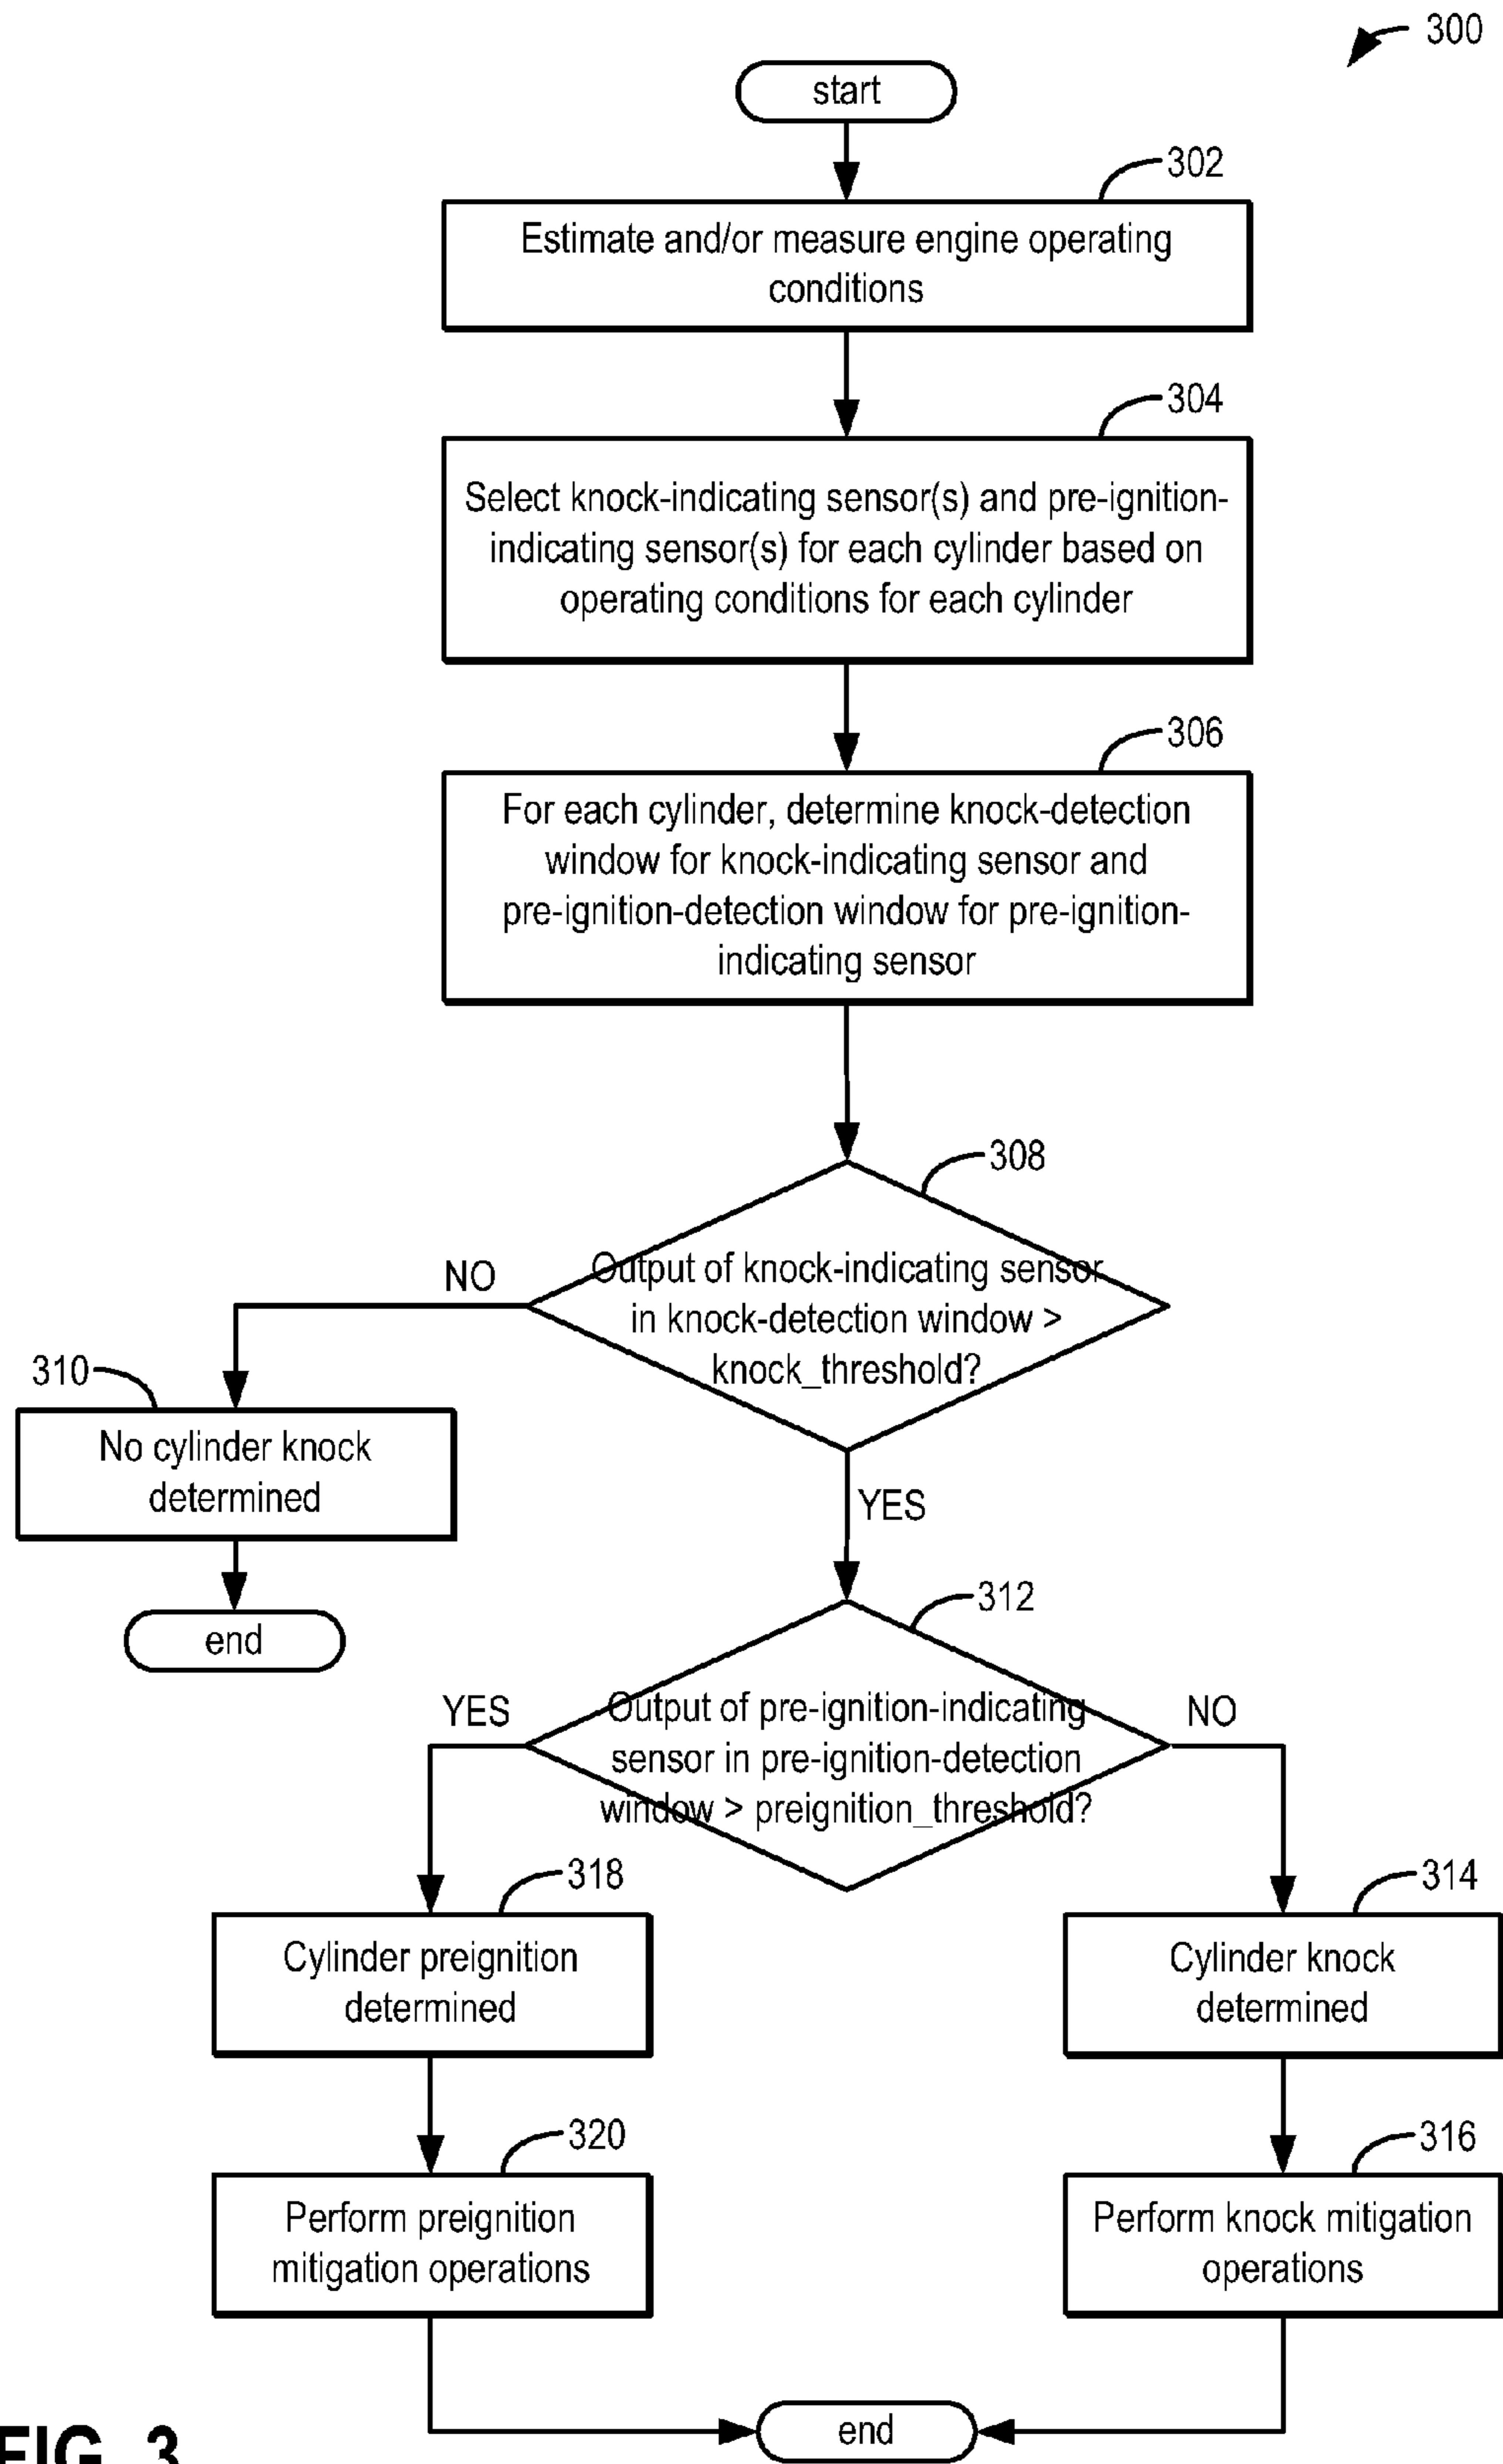 300
start
302
Estimate and/or measure engine operating
conditions
304
Select knock-indicating sensor(s) and pre-ignition-
indicating sensor(s) for each cylinder based on
operating conditions for each cylinder
306
For each cylinder, determine knock-detection
window for knock-indicating sensor and
pre-ignition-detection window for pre-ignition-
indicating sensor
308
Output of knock-indicating sensor
in knock-detection window >
knock_threshold?
NO
310
No cylinder knock
determined
end
YES
312
Output of pre-ignition-indicating
sensor in pre-ignition-detection
window > preignition_threshold?
YES
NO
318
Cylinder preignition
determined
314
Cylinder knock
determined
320
Perform preignition
mitigation operations
316
Perform knock mitigation
operations
end
FIG. 3